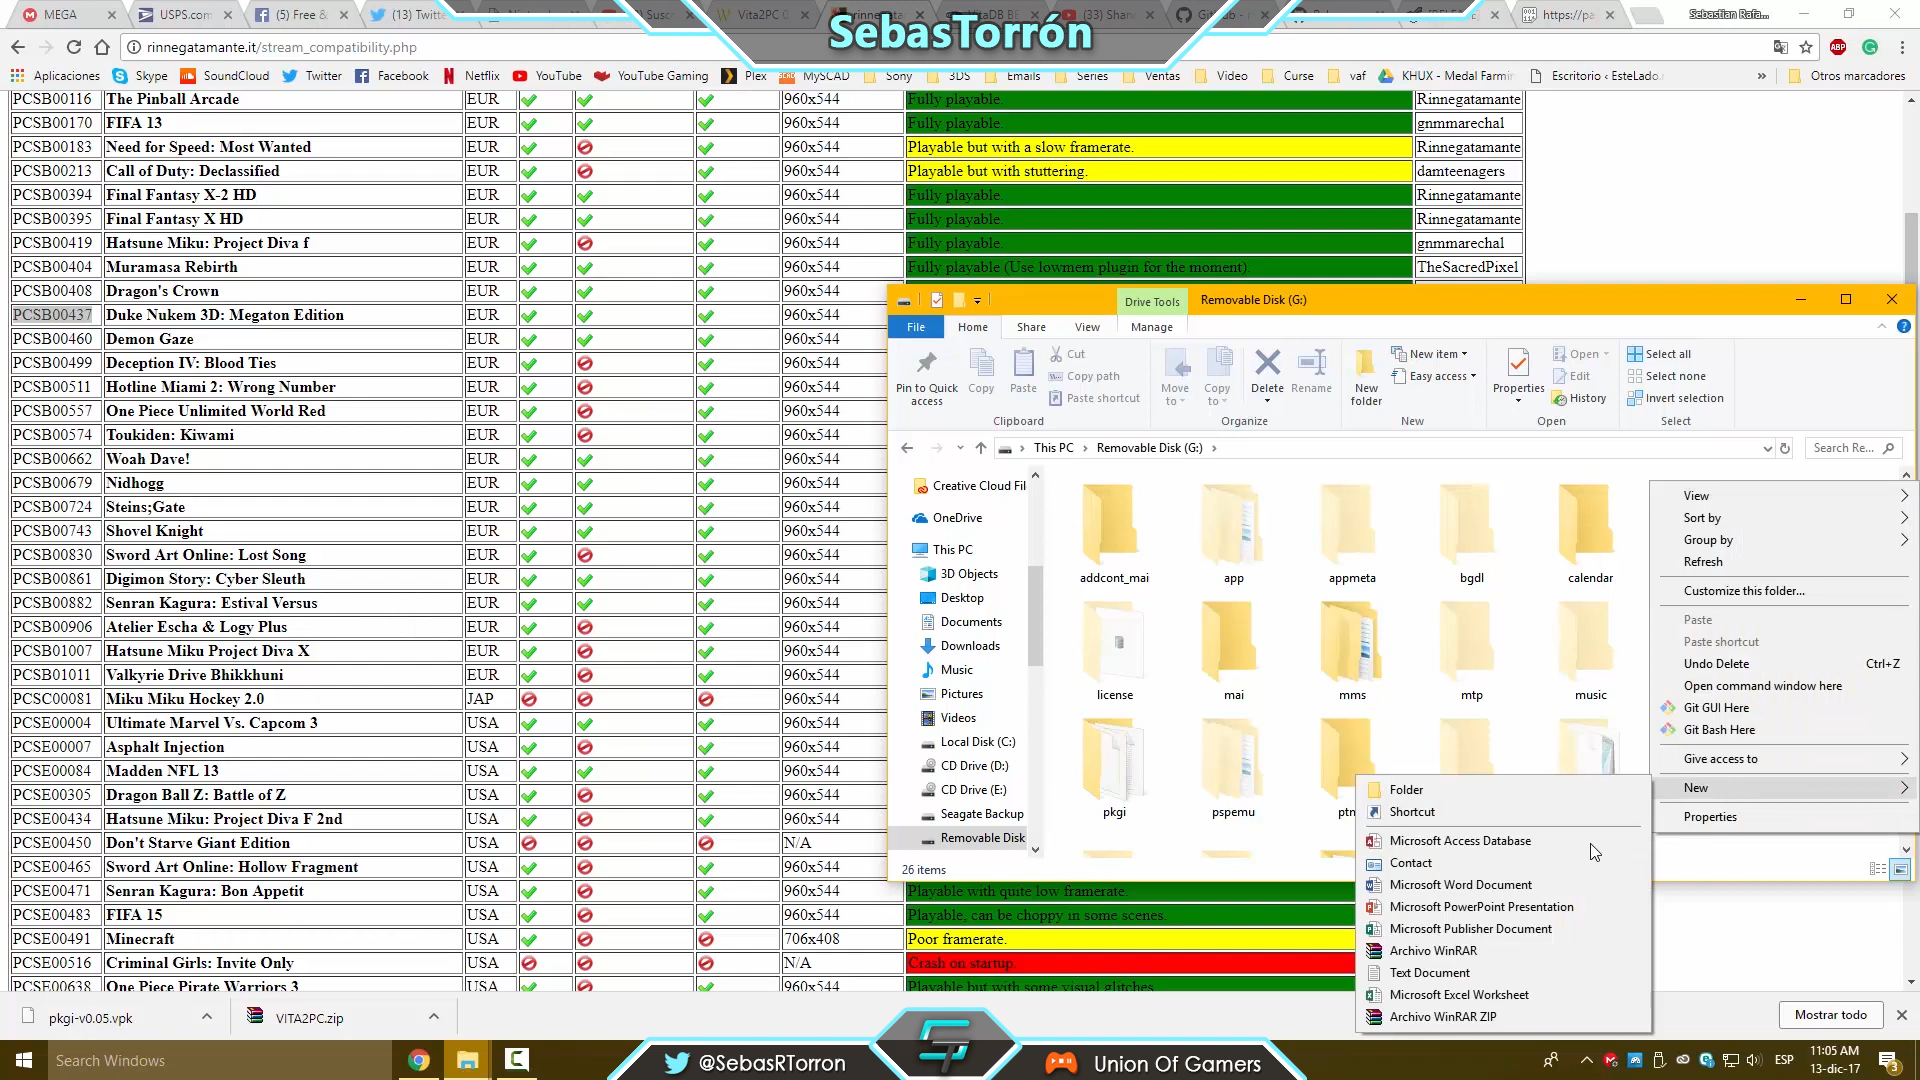 MEGA
USPS.com
(5) Free &
(13) Twitte
Vita2PC 0
(33) Shan
https://pa
Sebastian Rafa...
SebasTorrón
rinnegatamante.it/stream_compatibility.php
ABP
Aplicaciones
Skype
SoundCloud
Twitter
Facebook
Netflix
YouTube
YouTube Gaming
Plex
MySCAD
Sony
3DS
Emails
Series
Ventas
Video
Curse
vaf
KHUX - Medal Farmin
Escritorio ‹ EsteLado.
»
Otros marcadores
PCSB00116 The Pinball Arcade EUR 960x544 Fully playable. Rinnegatamante
PCSB00170 FIFA 13 EUR 960x544 Fully playable. gnmmarechal
PCSB00183 Need for Speed: Most Wanted EUR 960x544 Playable but with a slow framerate. Rinnegatamante
PCSB00213 Call of Duty: Declassified EUR 960x544 Playable but with stuttering. damteenagers
PCSB00394 Final Fantasy X-2 HD EUR 960x544 Fully playable. Rinnegatamante
PCSB00395 Final Fantasy X HD EUR 960x544 Fully playable. Rinnegatamante
PCSB00419 Hatsune Miku: Project Diva f EUR 960x544 Fully playable. gnmmarechal
PCSB00404 Muramasa Rebirth EUR 960x544 Fully playable (Use lowmem plugin for the moment). TheSacredPixel
PCSB00408 Dragon's Crown EUR 960x544
PCSB00437 Duke Nukem 3D: Megaton Edition EUR 960x544
PCSB00460 Demon Gaze EUR 960x544
PCSB00499 Deception IV: Blood Ties EUR 960x544
PCSB00511 Hotline Miami 2: Wrong Number EUR 960x544
PCSB00557 One Piece Unlimited World Red EUR 960x544
PCSB00574 Toukiden: Kiwami EUR 960x544
PCSB00662 Woah Dave! EUR 960x544
PCSB00679 Nidhogg EUR 960x544
PCSB00724 Steins;Gate EUR 960x544
PCSB00743 Shovel Knight EUR 960x544
PCSB00830 Sword Art Online: Lost Song EUR 960x544
PCSB00861 Digimon Story: Cyber Sleuth EUR 960x544
PCSB00882 Senran Kagura: Estival Versus EUR 960x544
PCSB00906 Atelier Escha & Logy Plus EUR 960x544
PCSB01007 Hatsune Miku Project Diva X EUR 960x544
PCSB01011 Valkyrie Drive Bhikkhuni EUR 960x544
PCSC00081 Miku Miku Hockey 2.0 JAP 960x544
PCSE00004 Ultimate Marvel Vs. Capcom 3 USA 960x544
PCSE00007 Asphalt Injection USA 960x544
PCSE00084 Madden NFL 13 USA 960x544
PCSE00305 Dragon Ball Z: Battle of Z USA 960x544
PCSE00434 Hatsune Miku: Project Diva F 2nd USA 960x544
PCSE00450 Don't Starve Giant Edition USA N/A
PCSE00465 Sword Art Online: Hollow Fragment USA 960x544
PCSE00471 Senran Kagura: Bon Appetit USA 960x544 Playable with quite low framerate.
PCSE00483 FIFA 15 USA 960x544 Playable, can be choppy in some scenes.
PCSE00491 Minecraft USA 706x408 Poor framerate.
PCSE00516 Criminal Girls: Invite Only USA N/A Crash on startup.
PCSE00638 One Piece Pirate Warriors 3 USA 960x544 Playable but with some visual glitches.
Drive Tools
Removable Disk (G:)
File
Home
Share
View
Manage
Pin to Quick access
Copy
Paste
Cut
Copy path
Paste shortcut
Clipboard
Move to
Copy to
Delete
Rename
Organize
New folder
New item
Easy access
New
Properties
Open
Edit
History
Open
Select all
Select none
Invert selection
Select
This PC
Removable Disk (G:)
Search Re...
Creative Cloud Fil
OneDrive
This PC
3D Objects
Desktop
Documents
Downloads
Music
Pictures
Videos
Local Disk (C:)
CD Drive (D:)
CD Drive (E:)
Seagate Backup
Removable Disk
addcont_mai
app
appmeta
bgdl
calendar
license
mai
mms
mtp
music
pkgi
pspemu
26 items
View
Sort by
Group by
Refresh
Customize this folder...
Paste
Paste shortcut
Undo Delete Ctrl+Z
Open command window here
Git GUI Here
Git Bash Here
Give access to
New
Properties
Folder
Shortcut
Microsoft Access Database
Contact
Microsoft Word Document
Microsoft PowerPoint Presentation
Microsoft Publisher Document
Archivo WinRAR
Text Document
Microsoft Excel Worksheet
Archivo WinRAR ZIP
pkgi-v0.05.vpk
VITA2PC.zip
Mostrar todo
Search Windows
@SebasRTorron
Union Of Gamers
ESP
11:05 AM
13-dic-17
3